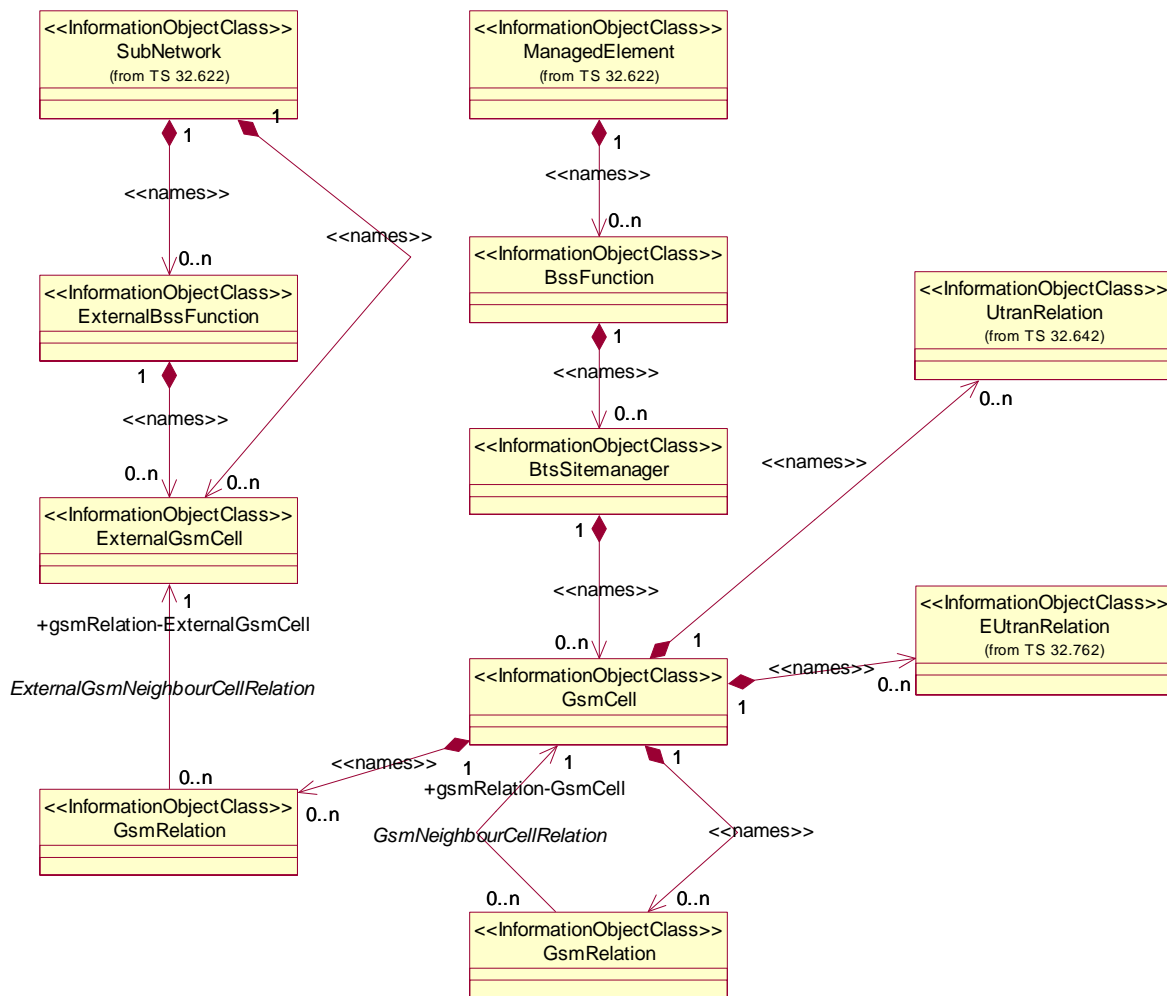 <<InformationObjectClass>>
SubNetwork
(from TS 32.622)
<<InformationObjectClass>>
ManagedElement
(from TS 32.622)
1
1
1
<<names>>
<<names>>
<<names>>
0..n
0..n
<<InformationObjectClass>>
BssFunction
<<InformationObjectClass>>
ExternalBssFunction
<<InformationObjectClass>>
UtranRelation
(from TS 32.642)
1
1
<<names>>
<<names>>
0..n
0..n
<<InformationObjectClass>>
BtsSitemanager
<<names>>
0..n
0..n
<<InformationObjectClass>>
ExternalGsmCell
1
<<names>>
1
+gsmRelation-ExternalGsmCell
ExternalGsmNeighbourCellRelation
0..n
1
<<InformationObjectClass>>
EUtranRelation
(from TS 32.762)
<<InformationObjectClass>>
GsmCell
<<names>>
1
0..n
<<names>>
1
1
1
+gsmRelation-GsmCell
0..n
0..n
<<InformationObjectClass>>
GsmRelation
GsmNeighbourCellRelation
<<names>>
0..n
0..n
<<InformationObjectClass>>
GsmRelation